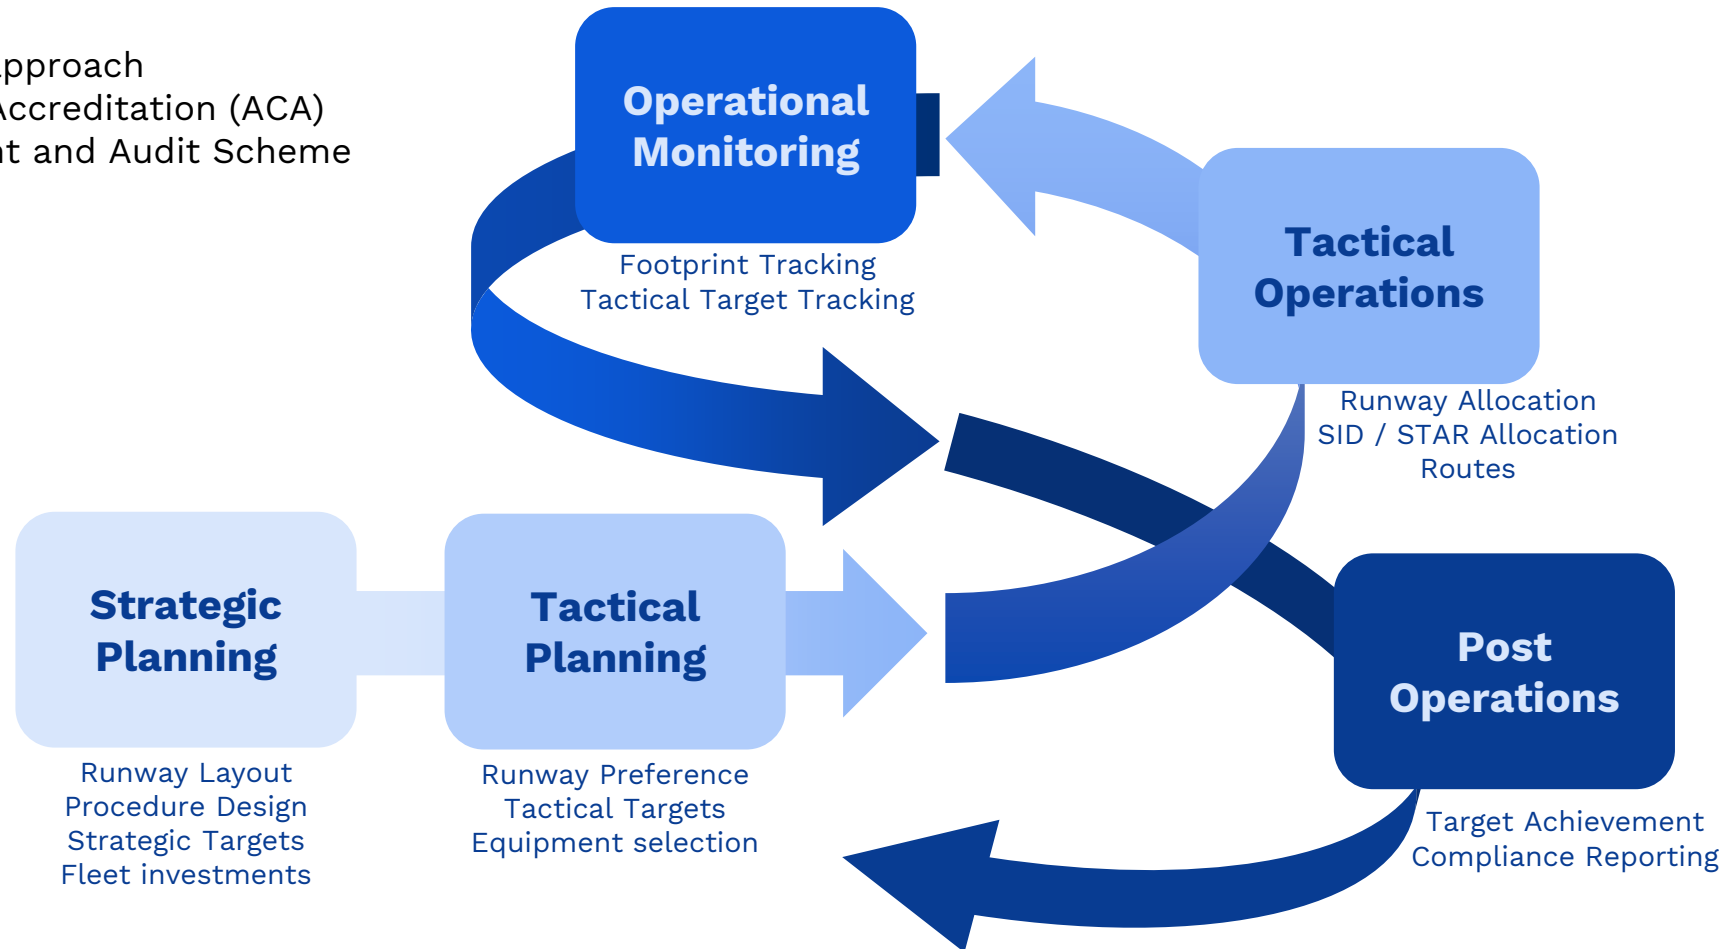 pproach
Accreditation (ACA)
nt and Audit Scheme
Operational
Monitoring
Footprint Tracking
Tactical Target Tracking
Tactical
Operations
Runway Allocation
SID / STAR Allocation
Routes
Strategic
Planning
Runway Layout
Procedure Design
Strategic Targets
Fleet investments
Tactical
Planning
Runway Preference
Tactical Targets
Equipment selection
Post
Operations
Target Achievement
Compliance Reporting